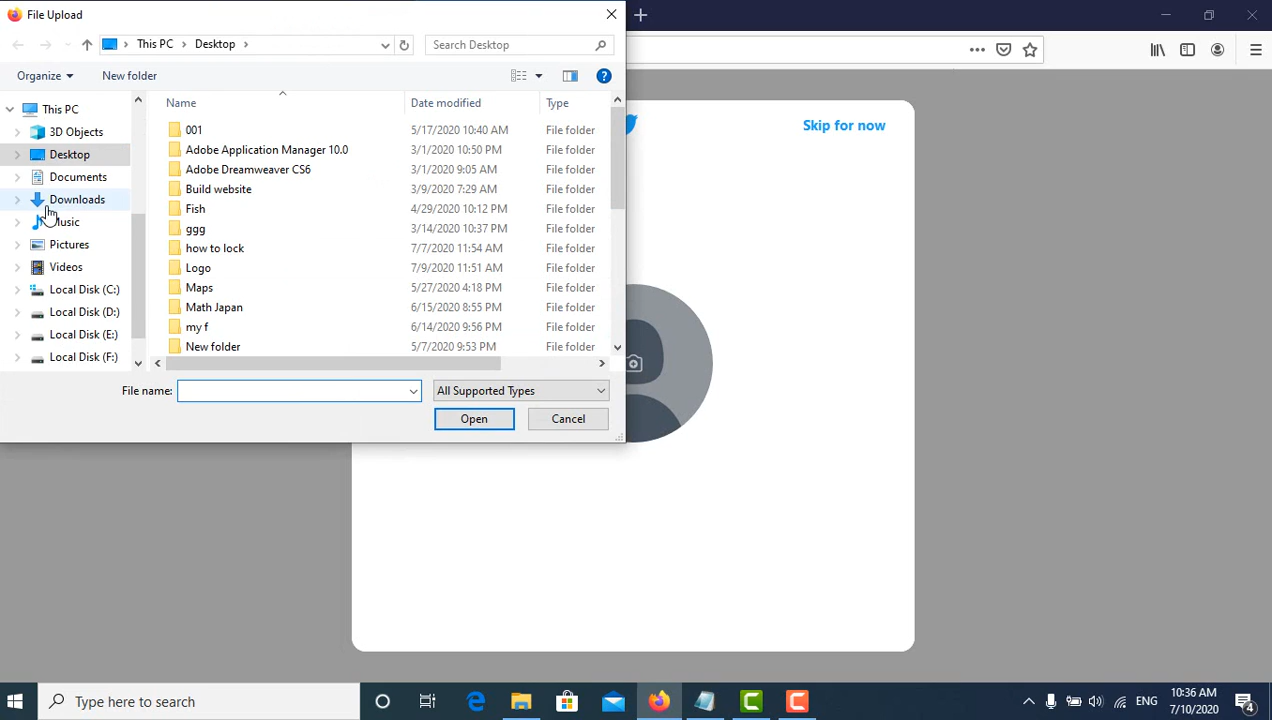 File Upload
This PC
Desktop
Search Desktop
Organize
New folder
Name
Date modified
Type
This PC
3D Objects
Desktop
Documents
Downloads
Music
Pictures
Videos
Local Disk (C:)
Local Disk (D:)
Local Disk (E:)
Local Disk (F:)
001 5/17/2020 10:40 AM File folder
Adobe Application Manager 10.0 3/1/2020 10:50 PM File folder
Adobe Dreamweaver CS6 3/1/2020 9:05 AM File folder
Build website 3/9/2020 7:29 AM File folder
Fish 4/29/2020 10:12 PM File folder
ggg 3/14/2020 10:37 PM File folder
how to lock 7/7/2020 11:54 AM File folder
Logo 7/9/2020 11:51 AM File folder
Maps 5/27/2020 4:18 PM File folder
Math Japan 6/15/2020 8:55 PM File folder
my f 6/14/2020 9:56 PM File folder
New folder 5/7/2020 9:53 PM File folder
File name:
All Supported Types
Open
Cancel
Skip for now
Type here to search
ENG
10:36 AM
7/10/2020
4